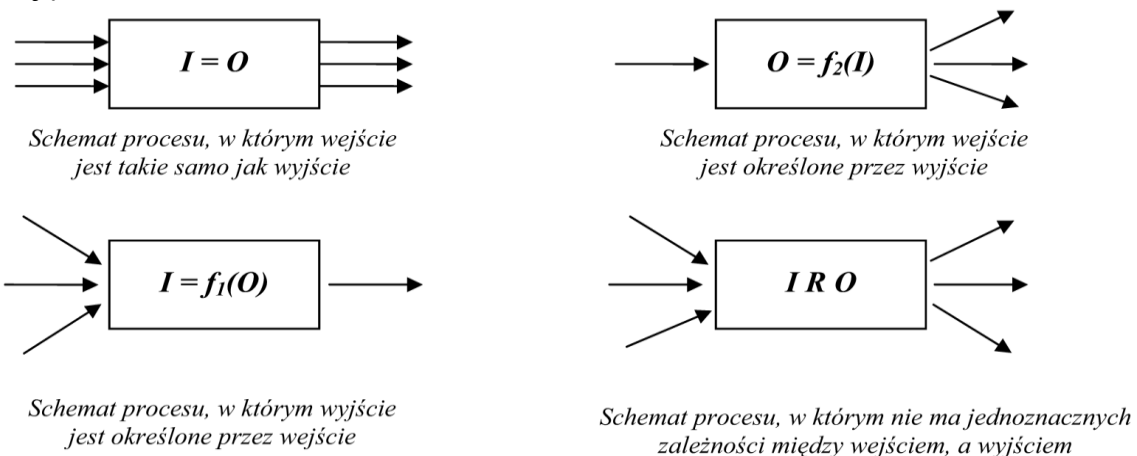 I = O
O = f₂(I)
Schemat procesu, w którym wejście
jest takie samo jak wyjście
Schemat procesu, w którym wejście
jest określone przez wyjście
I = f₁(O)
I R O
Schemat procesu, w którym wyjście
jest określone przez wejście
Schemat procesu, w którym nie ma jednoznacznych
zależności między wejściem, a wyjściem